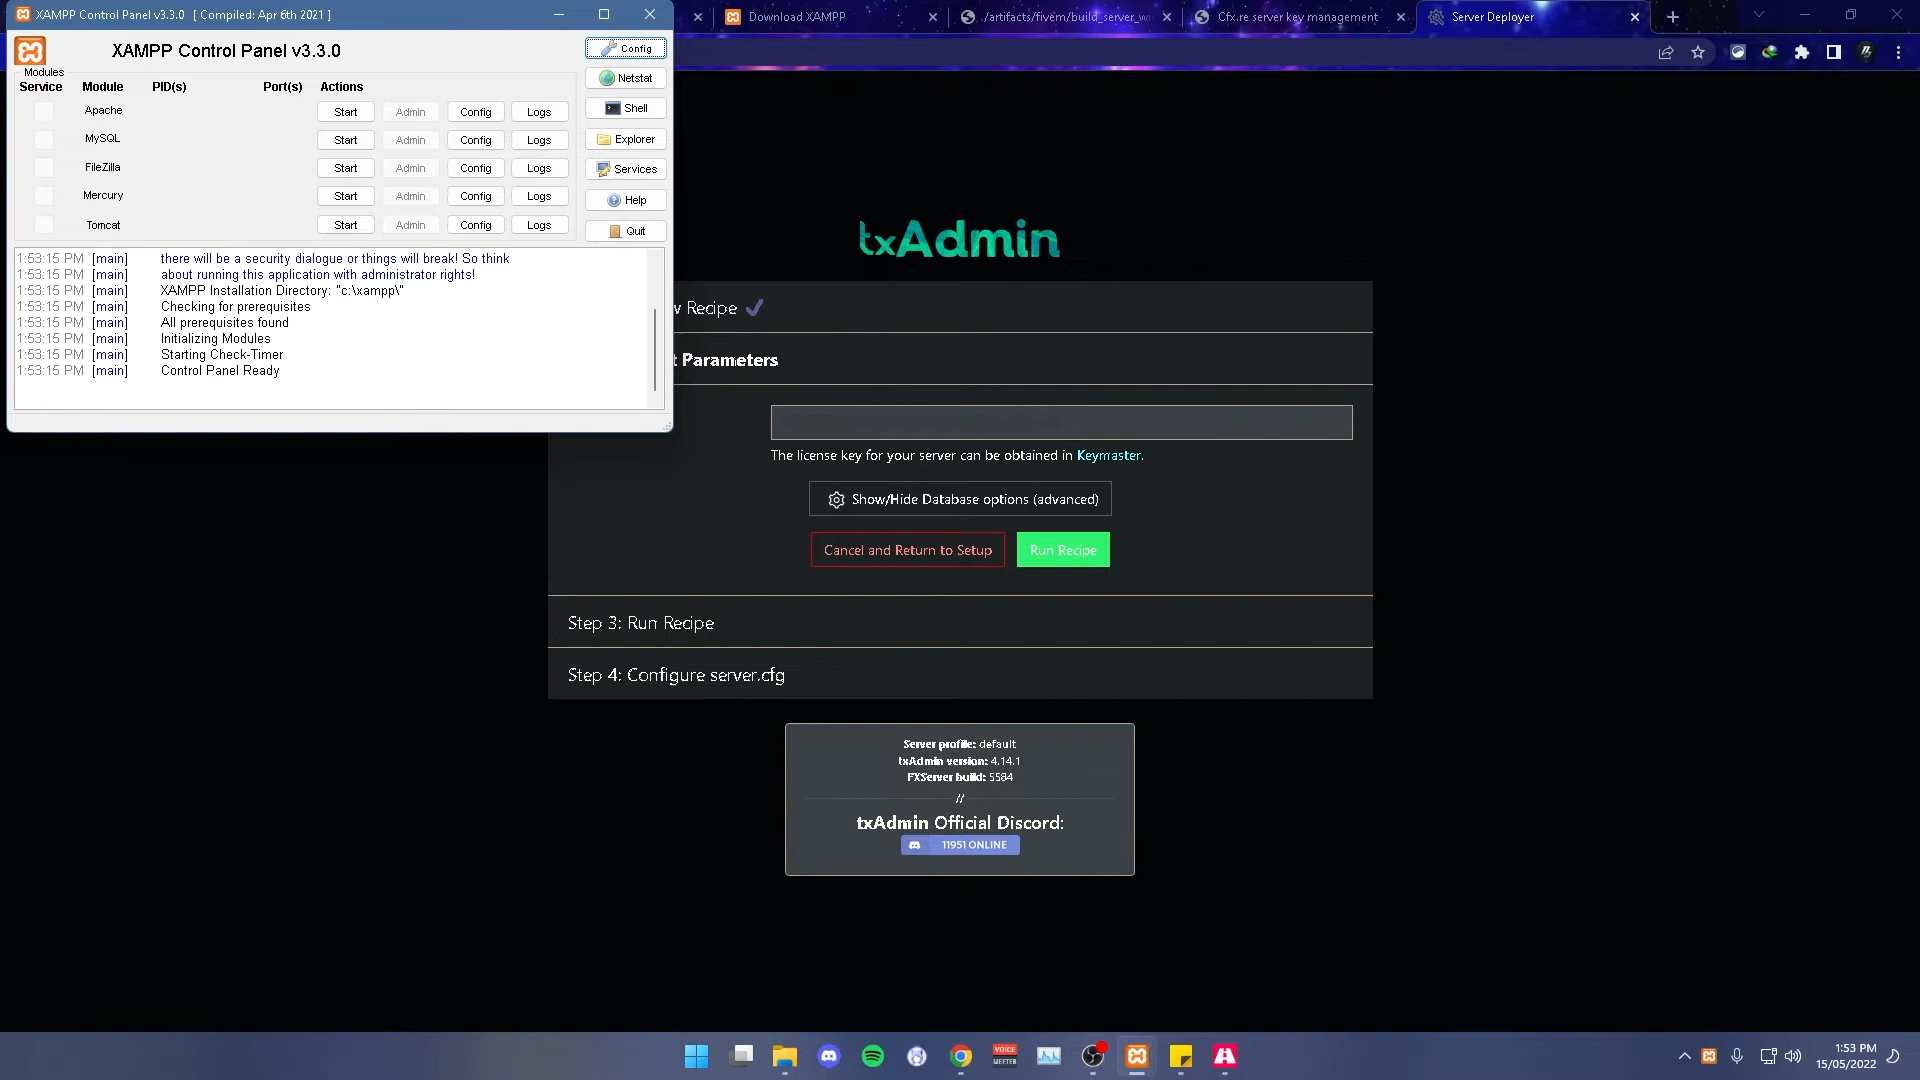 XAMPP Control Panel v3.3.0 [ Compiled: Apr 6th 2021 ]
Download XAMPP
/artifacts/fivem/build_server_wi
Cfx.re server key management
Server Deployer
XAMPP Control Panel v3.3.0
Config
Modules
Netstat
Service Module PID(s) Port(s) Actions
Shell
Apache Start Admin Config Logs
MySQL Start Admin Config Logs
Explorer
FileZilla Start Admin Config Logs
Services
Mercury Start Admin Config Logs
Help
Tomcat Start Admin Config Logs
Quit
1:53:15 PM [main] there will be a security dialogue or things will break! So think
1:53:15 PM [main] about running this application with administrator rights!
1:53:15 PM [main] XAMPP Installation Directory: "c:\xampp\"
1:53:15 PM [main] Checking for prerequisites
1:53:15 PM [main] All prerequisites found
1:53:15 PM [main] Initializing Modules
1:53:15 PM [main] Starting Check-Timer
1:53:15 PM [main] Control Panel Ready
txAdmin
w Recipe
t Parameters
The license key for your server can be obtained in Keymaster.
Show/Hide Database options (advanced)
Cancel and Return to Setup
Run Recipe
Step 3: Run Recipe
Step 4: Configure server.cfg
Server profile: default
txAdmin version: 4.14.1
FXServer build: 5584
//
txAdmin Official Discord:
11951 ONLINE
VOICE
MEETER
1:53 PM
15/05/2022